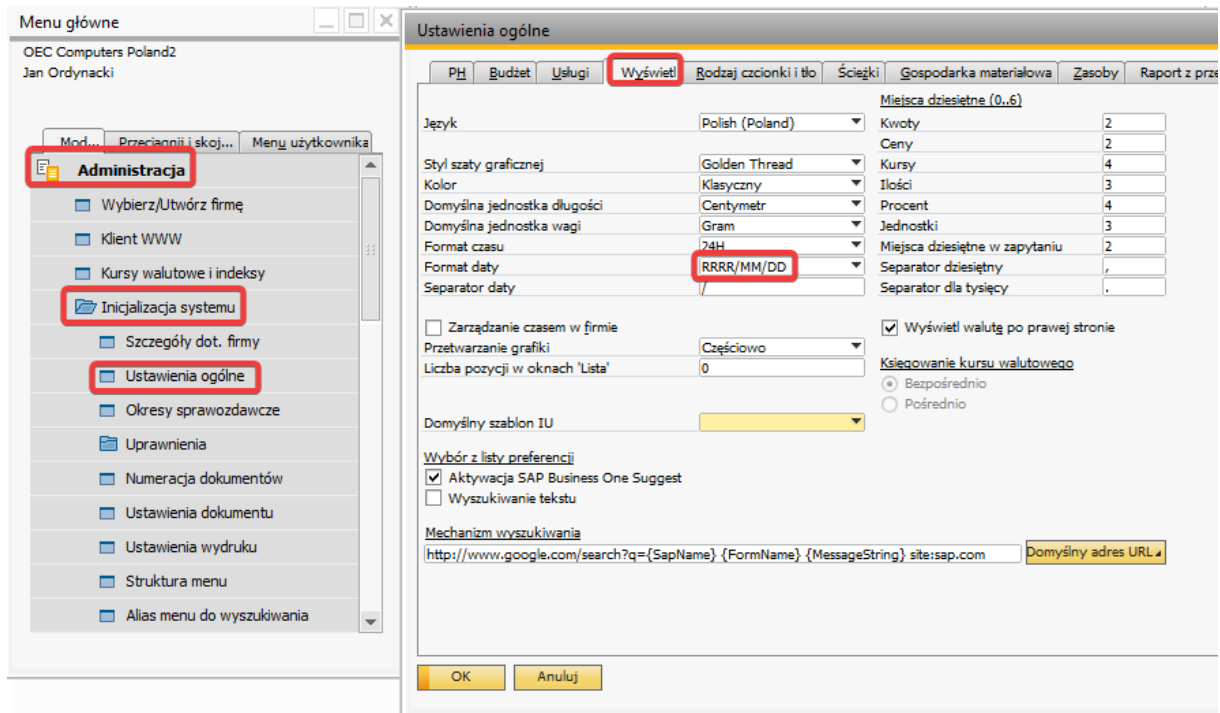 Menu główne
OEC Computers Poland2
Jan Ordynacki
Mod... Przeciągnij i skoj... Menu użytkownika
Administracja
Wybierz/Utwórz firmę
Klient WWW
Kursy walutowe i indeksy
Inicjalizacja systemu
Szczegóły dot. firmy
Ustawienia ogólne
Okresy sprawozdawcze
Uprawnienia
Numeracja dokumentów
Ustawienia dokumentu
Ustawienia wydruku
Struktura menu
Alias menu do wyszukiwania
Ustawienia ogólne
PH Budżet Usługi Wyświetl Rodzaj czcionki i tło Ścieżki Gospodarka materiałowa Zasoby Raport z prze
Miejsca dziesiętne (0..6)
Język Polish (Poland) Kwoty 2
Ceny 2
Styl szaty graficznej Golden Thread Kursy 4
Kolor Klasyczny Ilości 3
Domyślna jednostka długości Centymetr Procent 4
Domyślna jednostka wagi Gram Jednostki 3
Format czasu 24H Miejsca dziesiętne w zapytaniu 2
Format daty RRRR/MM/DD Separator dziesiętny ,
Separator daty / Separator dla tysięcy .
Zarządzanie czasem w firmie Wyświetl walutę po prawej stronie
Przetwarzanie grafiki Częściowo
Liczba pozycji w oknach 'Lista' 0 Księgowanie kursu walutowego
Bezpośrednio
Pośrednio
Domyślny szablon IU
Wybór z listy preferencji
Aktywacja SAP Business One Suggest
Wyszukiwanie tekstu
Mechanizm wyszukiwania
http://www.google.com/search?q={SapName} {FormName} {MessageString} site:sap.com Domyślny adres URL
OK Anuluj